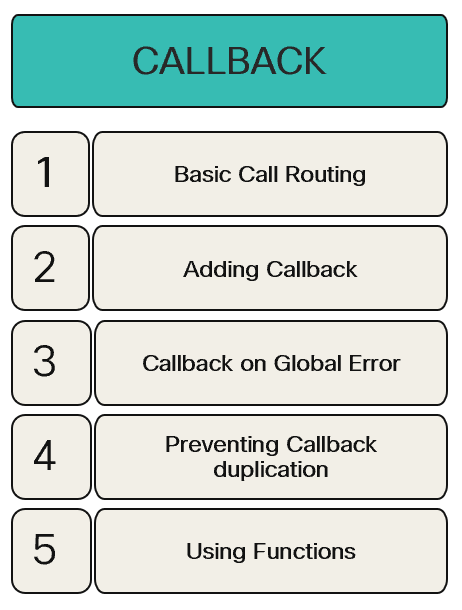 CALLBACK
1
Basic Call Routing
2
Adding Callback
3
Callback on Global Error
4
Preventing Callback
duplication
5
Using Functions